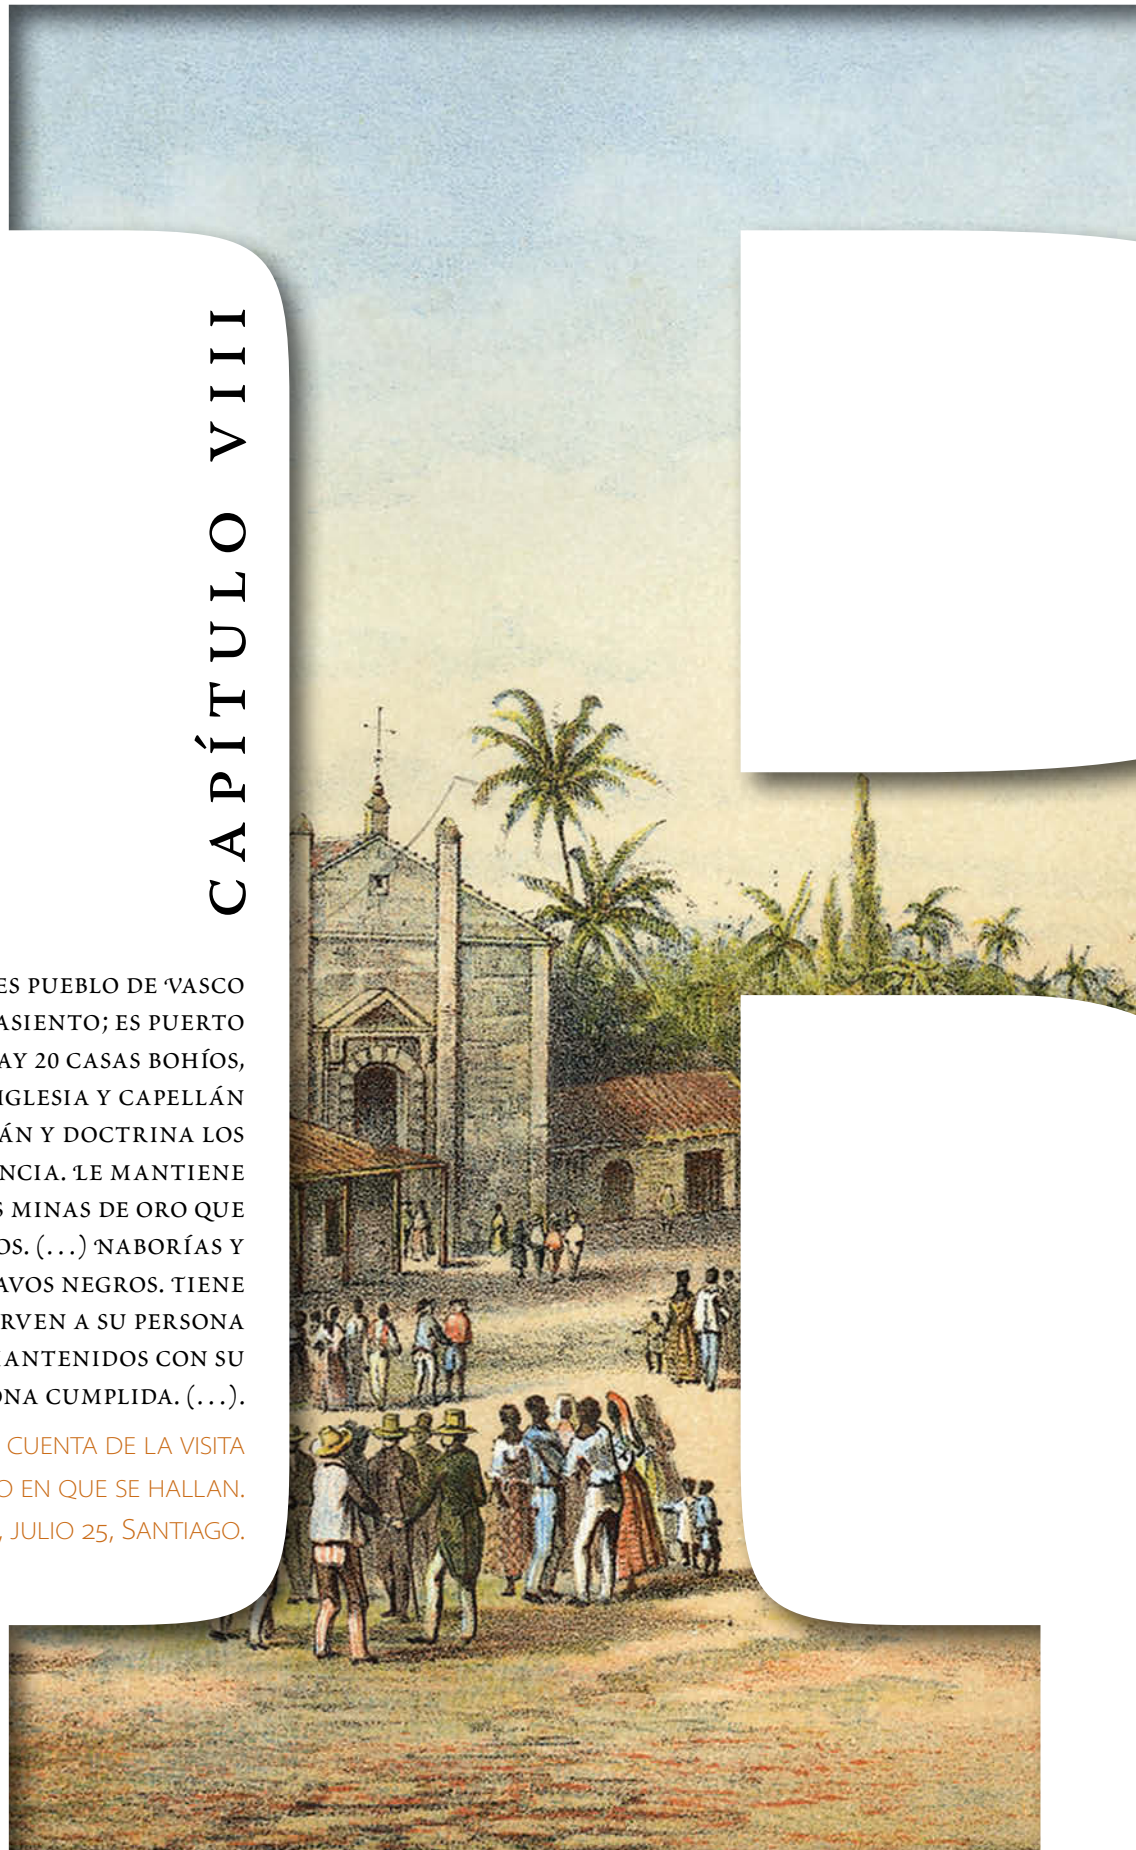 CAPÍTULO VIII
ES PUEBLO DE VASCO
ASIENTO; ES PUERTO
AY 20 CASAS BOHÍOS,
IGLESIA Y CAPELLÁN
ÁN Y DOCTRINA LOS
NCIA. LE MANTIENE
S MINAS DE ORO QUE
OS. (...) NABORÍAS Y
AVOS NEGROS. TIENE
RVEN A SU PERSONA
MANTENIDOS CON SU
ONA CUMPLIDA. (...).
CUENTA DE LA VISITA
O EN QUE SE HALLAN.
, JULIO 25, SANTIAGO.